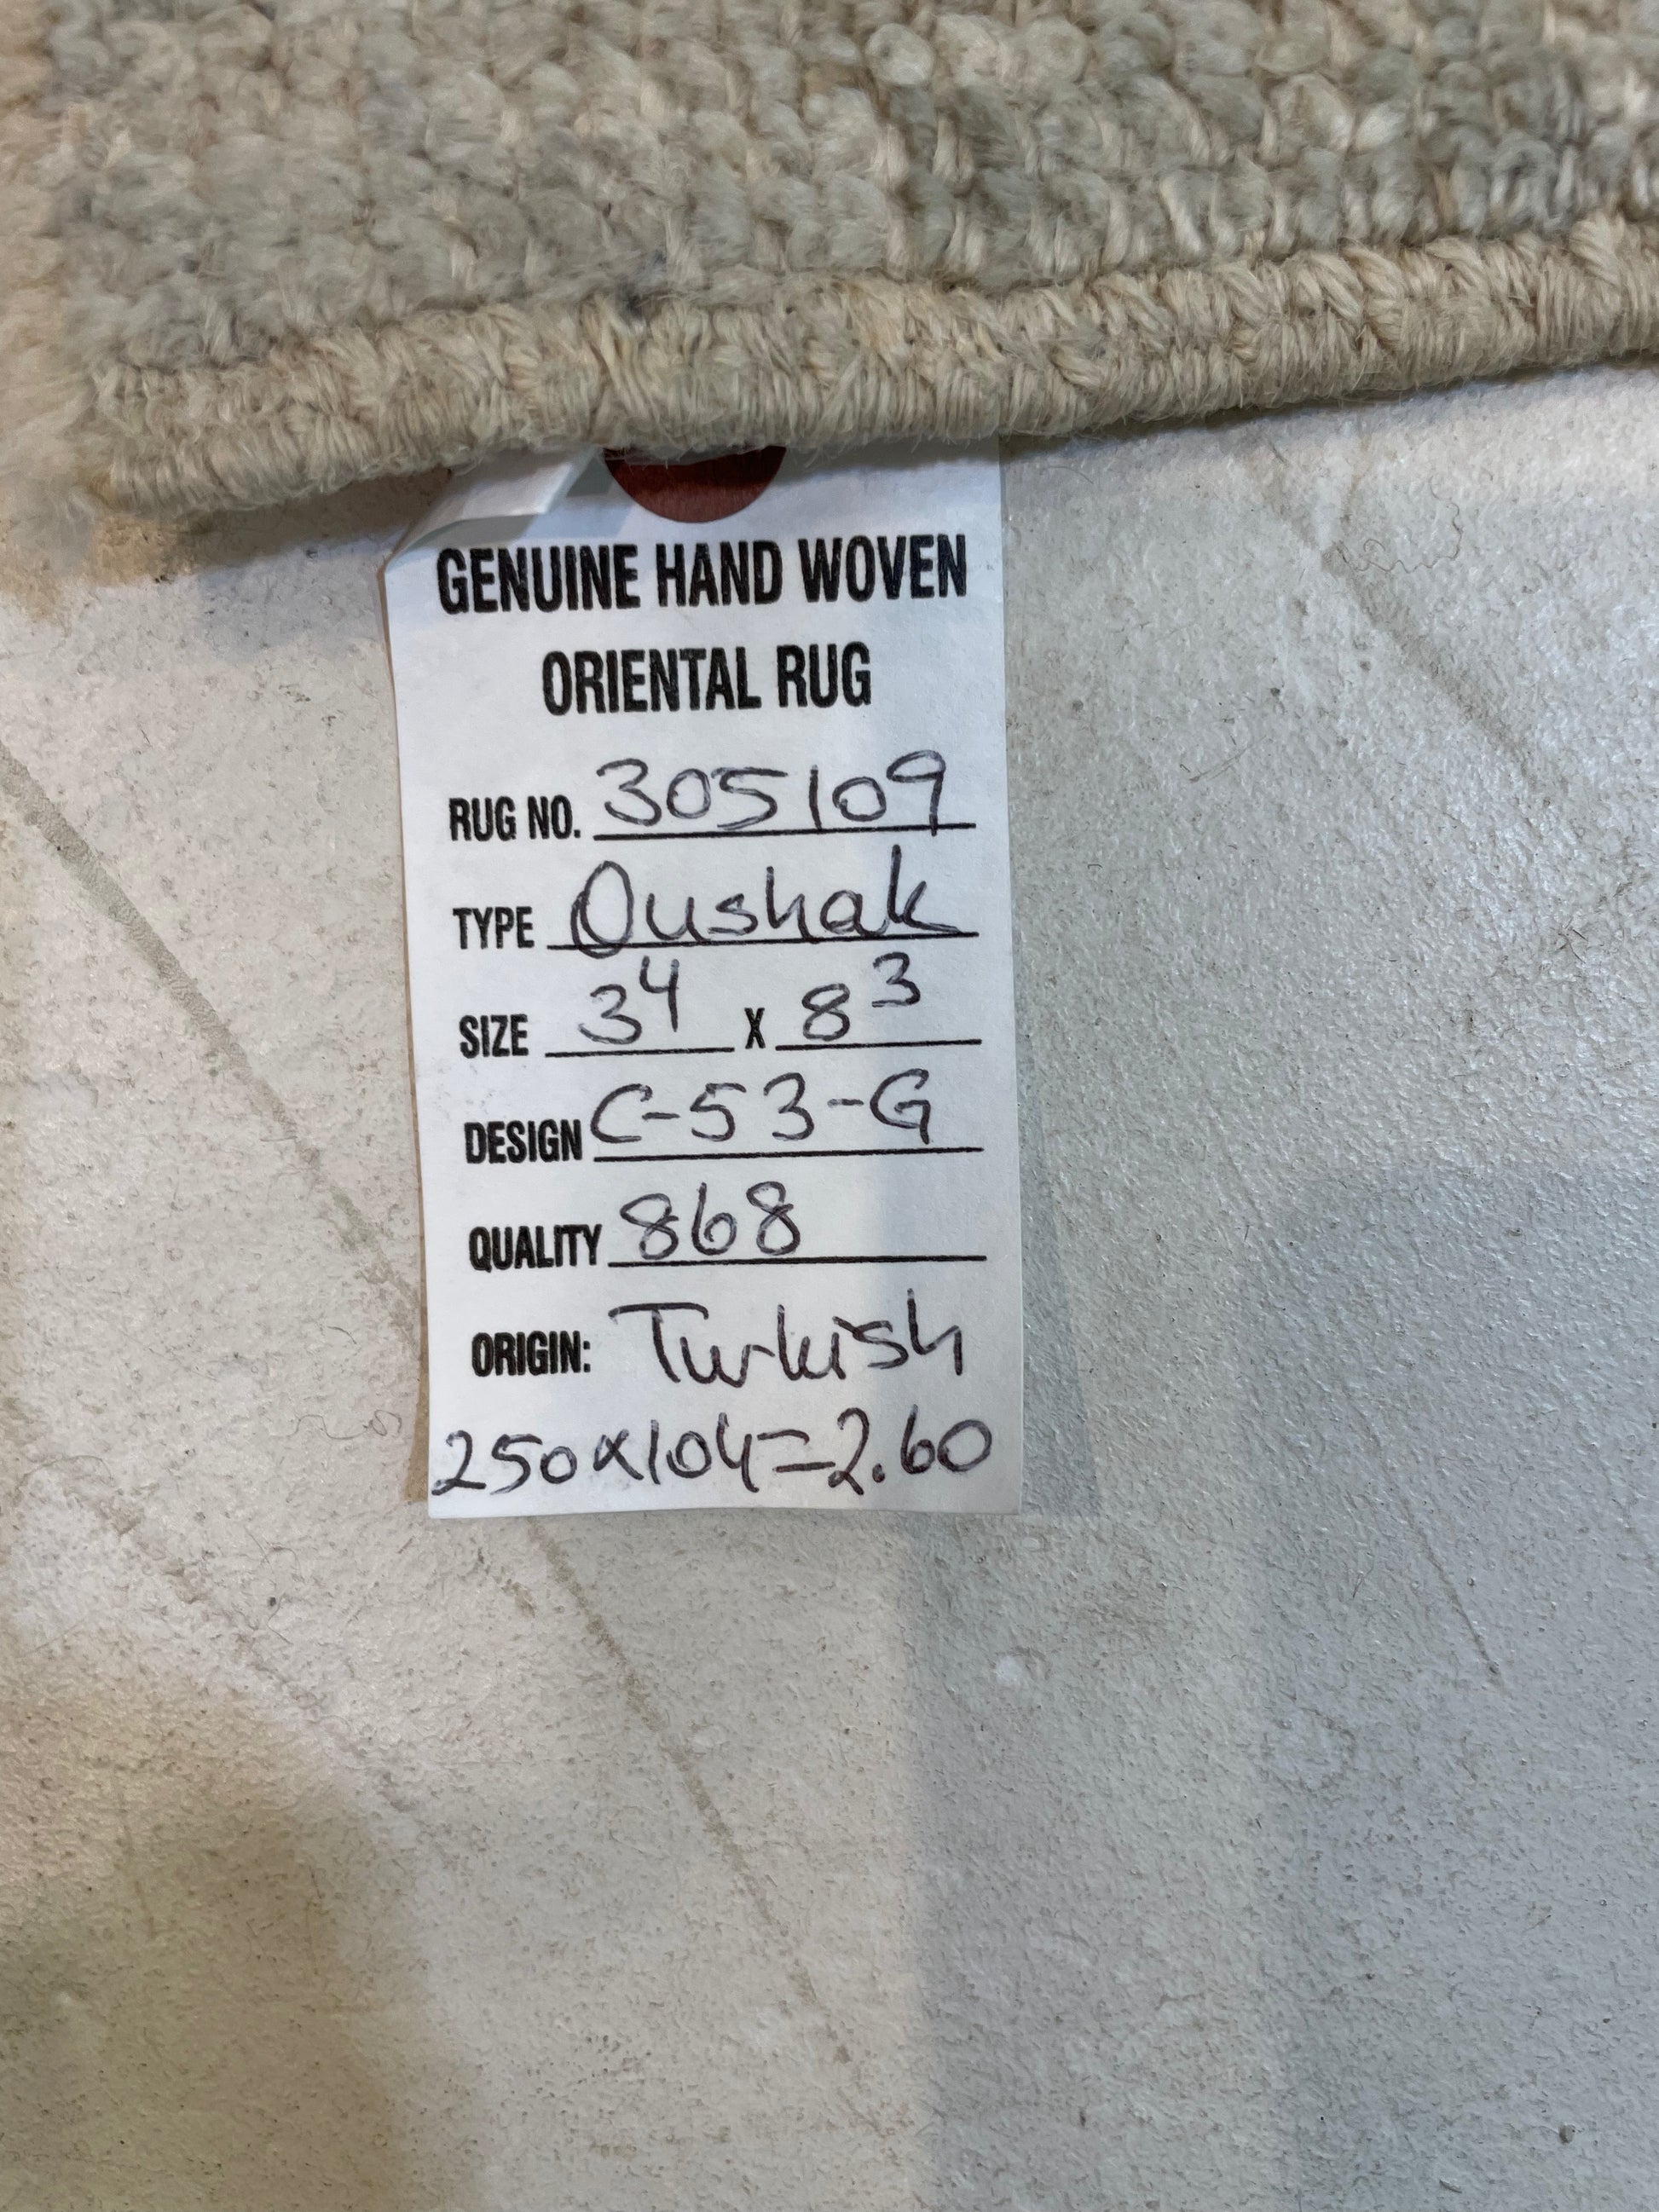 GENUINE HAND WOVEN
ORIENTAL RUG
RUG NO. 305109
TYPE Oushak
SIZE 3⁴ X 8³
DESIGN C-53-G
QUALITY 868
ORIGIN: Turkish
250x104=2.60